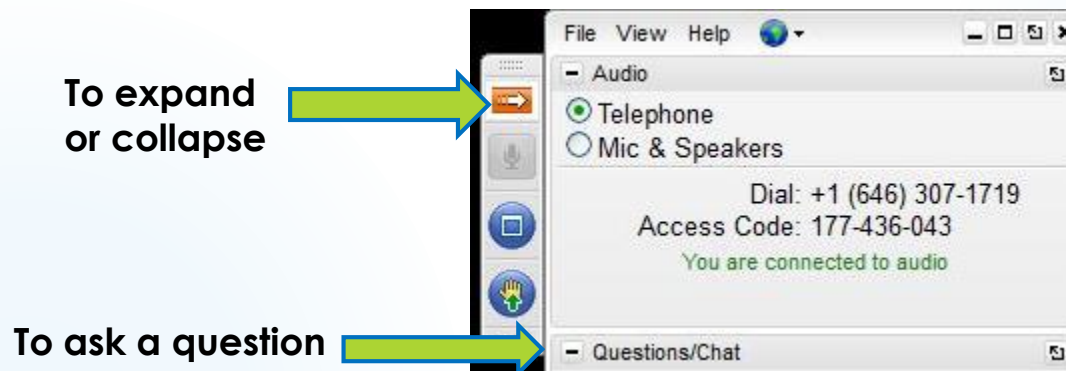 To expand
or collapse
File View Help
Audio
Telephone
Mic & Speakers
Dial: +1 (646) 307-1719
Access Code: 177-436-043
You are connected to audio
To ask a question
Questions/Chat